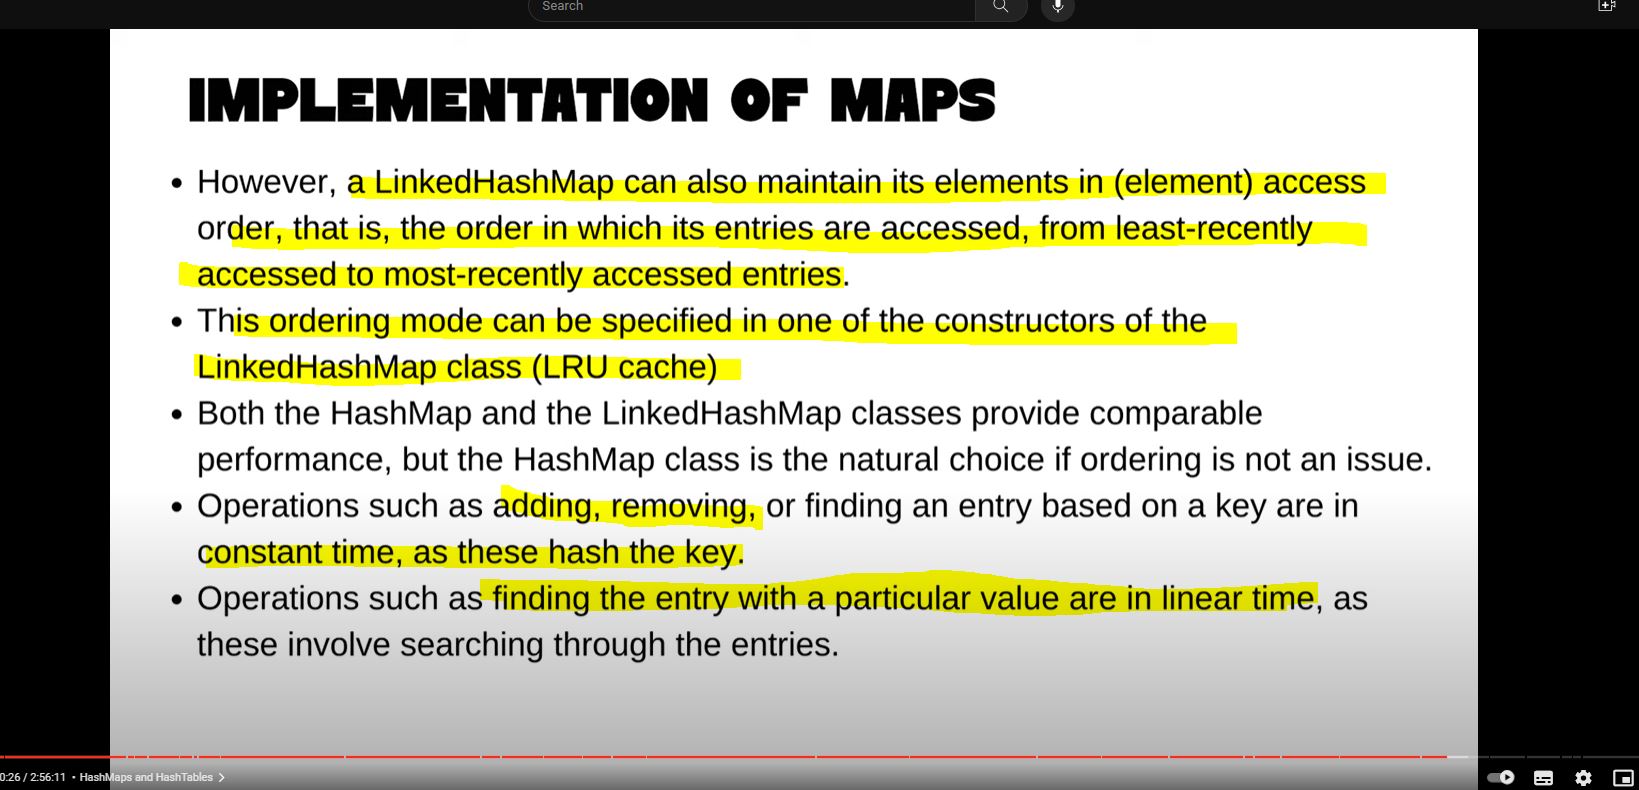 Search
IMPLEMENTATION OF MAPS
• However, a LinkedHashMap can also maintain its elements in (element) access
order, that is, the order in which its entries are accessed, from least-recently
accessed to most-recently accessed entries.
• This ordering mode can be specified in one of the constructors of the
LinkedHashMap class (LRU cache)
• Both the HashMap and the LinkedHashMap classes provide comparable
performance, but the HashMap class is the natural choice if ordering is not an issue.
• Operations such as adding, removing, or finding an entry based on a key are in
constant time, as these hash the key.
• Operations such as finding the entry with a particular value are in linear time, as
these involve searching through the entries.
0:26 / 2:56:11 • HashMaps and HashTables >